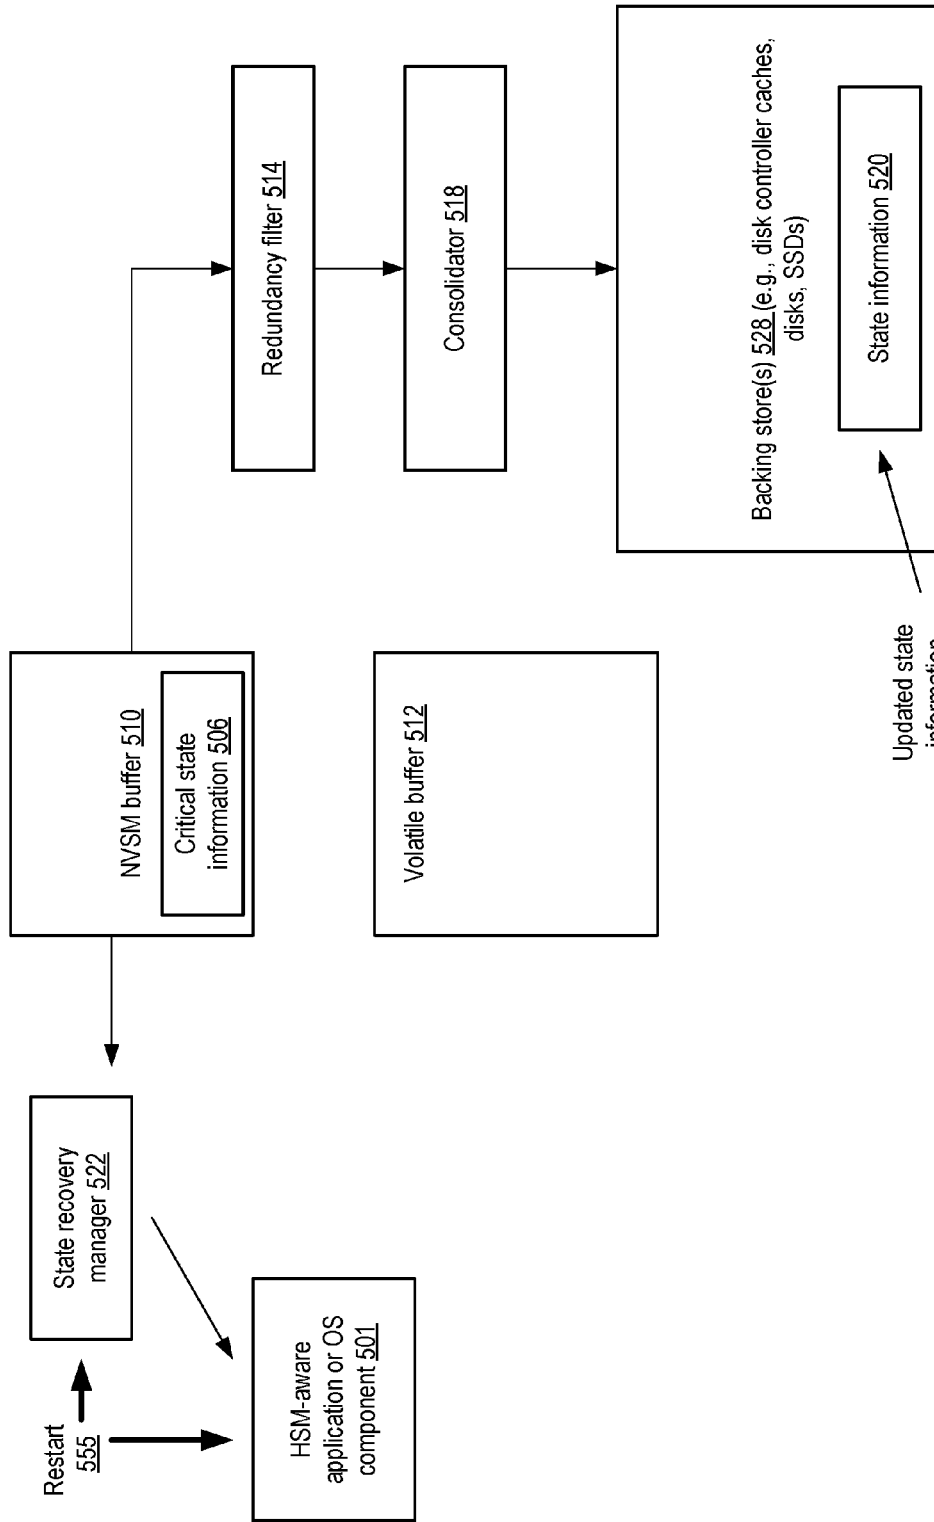 Restart
555
State recovery
manager 522
HSM-aware
application or OS
component 501
NVSM buffer 510
Critical state
information 506
Volatile buffer 512
Redundancy filter 514
Consolidator 518
Backing store(s) 528 (e.g., disk controller caches,
disks, SSDs)
State information 520
Updated state
information